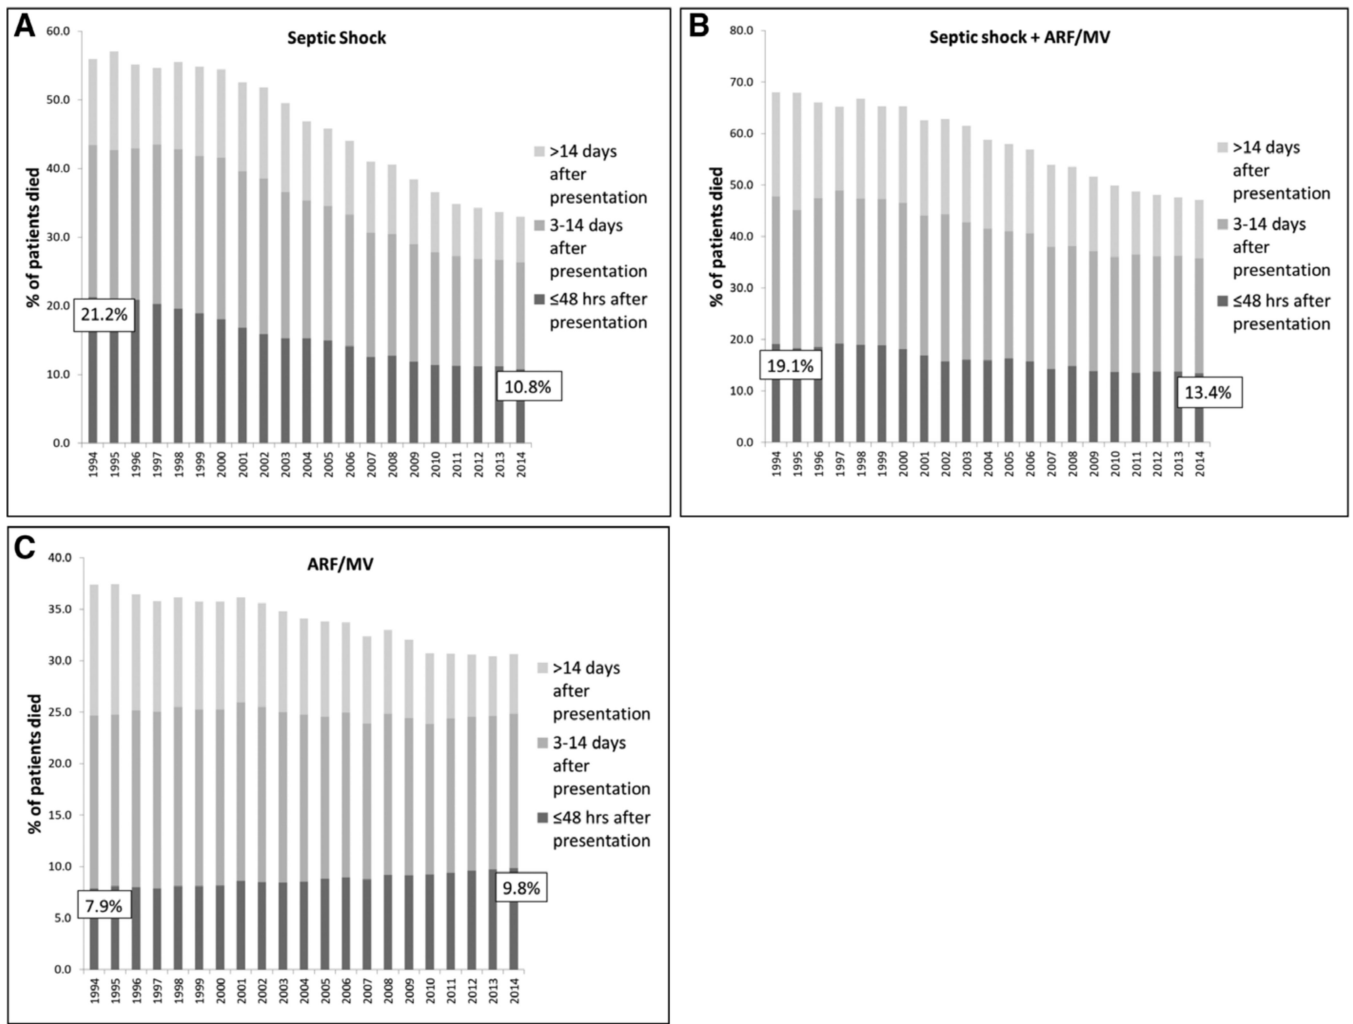 A
Septic Shock
60.0
50.0
40.0
30.0
20.0
10.0
0.0
% of patients died
21.2%
10.8%
1994 1995 1996 1997 1998 1999 2000 2001 2002 2003 2004 2005 2006 2007 2008 2009 2010 2011 2012 2013 2014
>14 days
after
presentation
3-14 days
after
presentation
≤48 hrs after
presentation
B
Septic shock + ARF/MV
80.0
70.0
60.0
50.0
40.0
30.0
20.0
10.0
0.0
% of patients died
19.1%
13.4%
1994 1995 1996 1997 1998 1999 2000 2001 2002 2003 2004 2005 2006 2007 2008 2009 2010 2011 2012 2013 2014
>14 days
after
presentation
3-14 days
after
presentation
≤48 hrs after
presentation
C
ARF/MV
40.0
35.0
30.0
25.0
20.0
15.0
10.0
5.0
0.0
% of patients died
7.9%
9.8%
1994 1995 1996 1997 1998 1999 2000 2001 2002 2003 2004 2005 2006 2007 2008 2009 2010 2011 2012 2013 2014
>14 days
after
presentation
3-14 days
after
presentation
≤48 hrs after
presentation